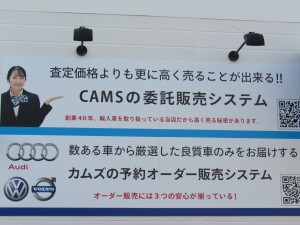 査定価格よりも更に高く売ることが出来る!!
CAMSの委託販売システム
創業40年、輸入車を取り扱っている当店だから高く売る秘密があります。
数ある車から厳選した良質車のみをお届けする
Audi
カムズの予約オーダー販売システム
VOLVO
オーダー販売には3つの安心が揃っている!